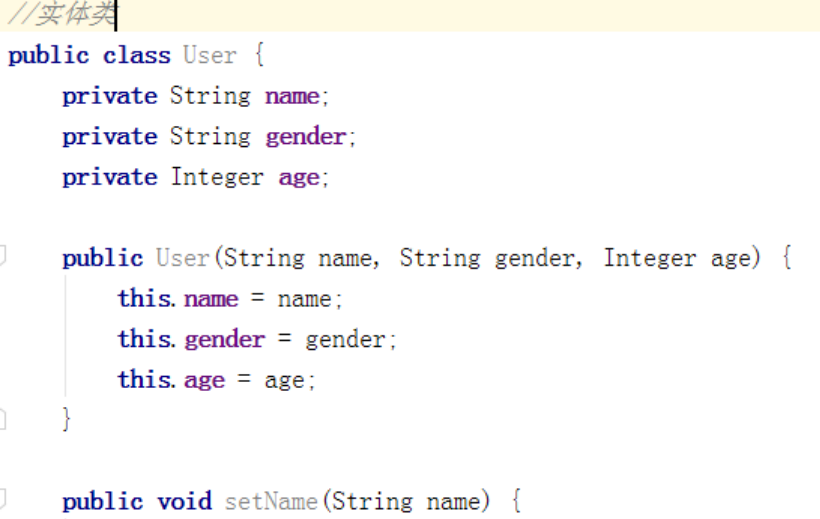 //实体类
public class User {
    private String name;
    private String gender;
    private Integer age;
    public User(String name, String gender, Integer age) {
        this.name = name;
        this.gender = gender;
        this.age = age;
    }
    public void setName(String name) {